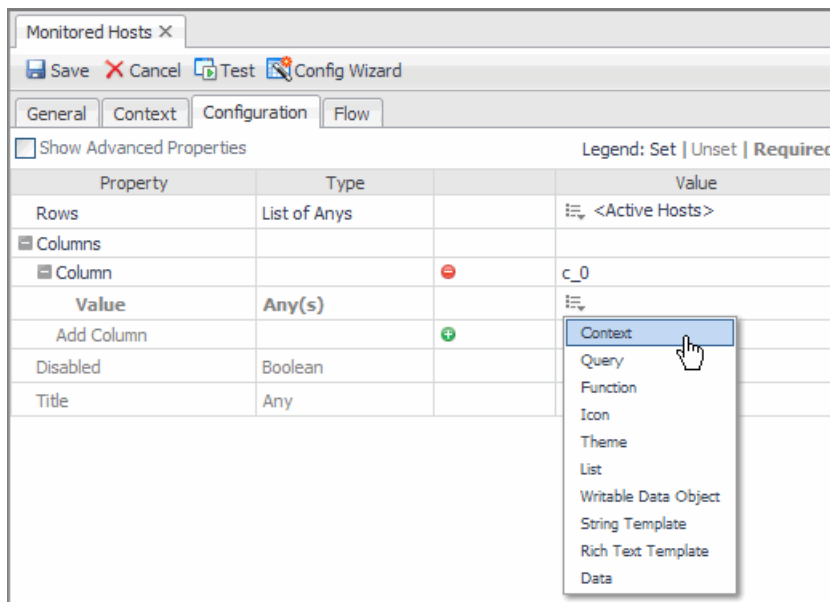 Monitored Hosts
Save Cancel Test Config Wizard
General Context Configuration Flow
Show Advanced Properties Legend: Set | Unset | Required
Property Type Value
Rows List of Anys <Active Hosts>
Columns
Column c_0
Value Any(s)
Add Column
Disabled Boolean
Title Any
Context
Query
Function
Icon
Theme
List
Writable Data Object
String Template
Rich Text Template
Data